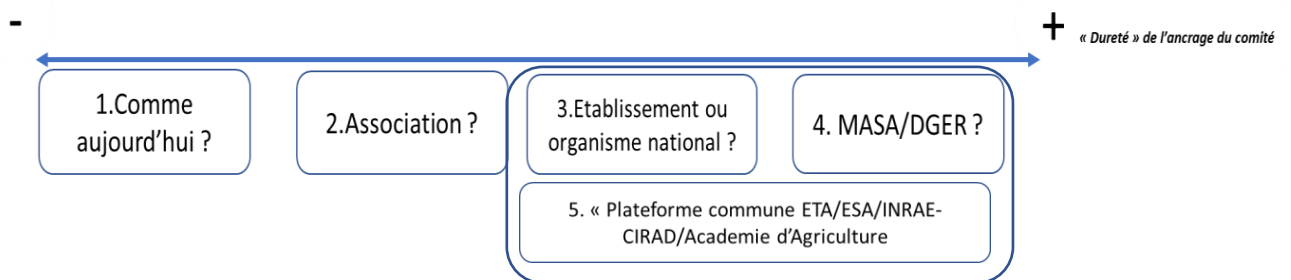 -
+ « Dureté » de l'ancrage du comité
1.Comme
aujourd'hui ?
2.Association ?
3.Etablissement ou
organisme national ?
4. MASA/DGER ?
5. « Plateforme commune ETA/ESA/INRAE-
CIRAD/Academie d'Agriculture